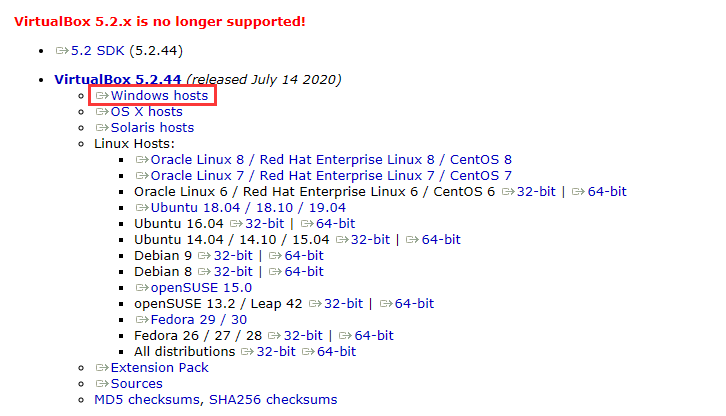 VirtualBox 5.2.x is no longer supported!
5.2 SDK (5.2.44)
VirtualBox 5.2.44 (released July 14 2020)
Windows hosts
OS X hosts
Solaris hosts
Linux Hosts:
Oracle Linux 8 / Red Hat Enterprise Linux 8 / CentOS 8
Oracle Linux 7 / Red Hat Enterprise Linux 7 / CentOS 7
Oracle Linux 6 / Red Hat Enterprise Linux 6 / CentOS 6 32-bit | 64-bit
Ubuntu 18.04 / 18.10 / 19.04
Ubuntu 16.04 32-bit | 64-bit
Ubuntu 14.04 / 14.10 / 15.04 32-bit | 64-bit
Debian 9 32-bit | 64-bit
Debian 8 32-bit | 64-bit
openSUSE 15.0
openSUSE 13.2 / Leap 42 32-bit | 64-bit
Fedora 29 / 30
Fedora 26 / 27 / 28 32-bit | 64-bit
All distributions 32-bit 64-bit
Extension Pack
Sources
MD5 checksums, SHA256 checksums